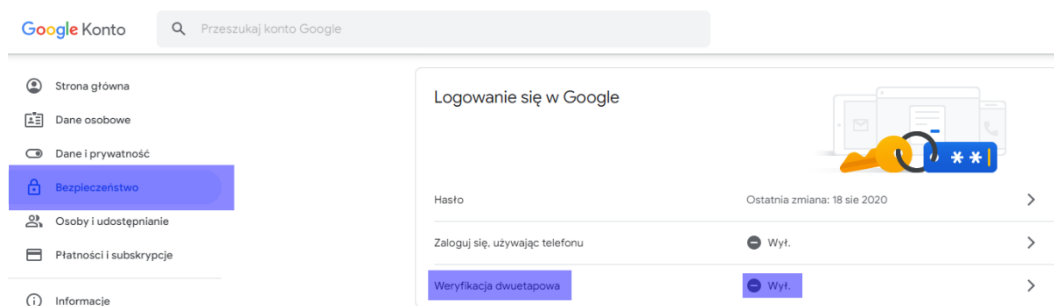 Google Konto
Przeszukaj konto Google
Strona główna
Dane osobowe
Dane i prywatność
Bezpieczeństwo
Osoby i udostępnianie
Płatności i subskrypcje
Informacje
Logowanie się w Google
**
Hasło Ostatnia zmiana: 18 sie 2020
Zaloguj się, używając telefonu Wył.
Weryfikacja dwuetapowa Wył.